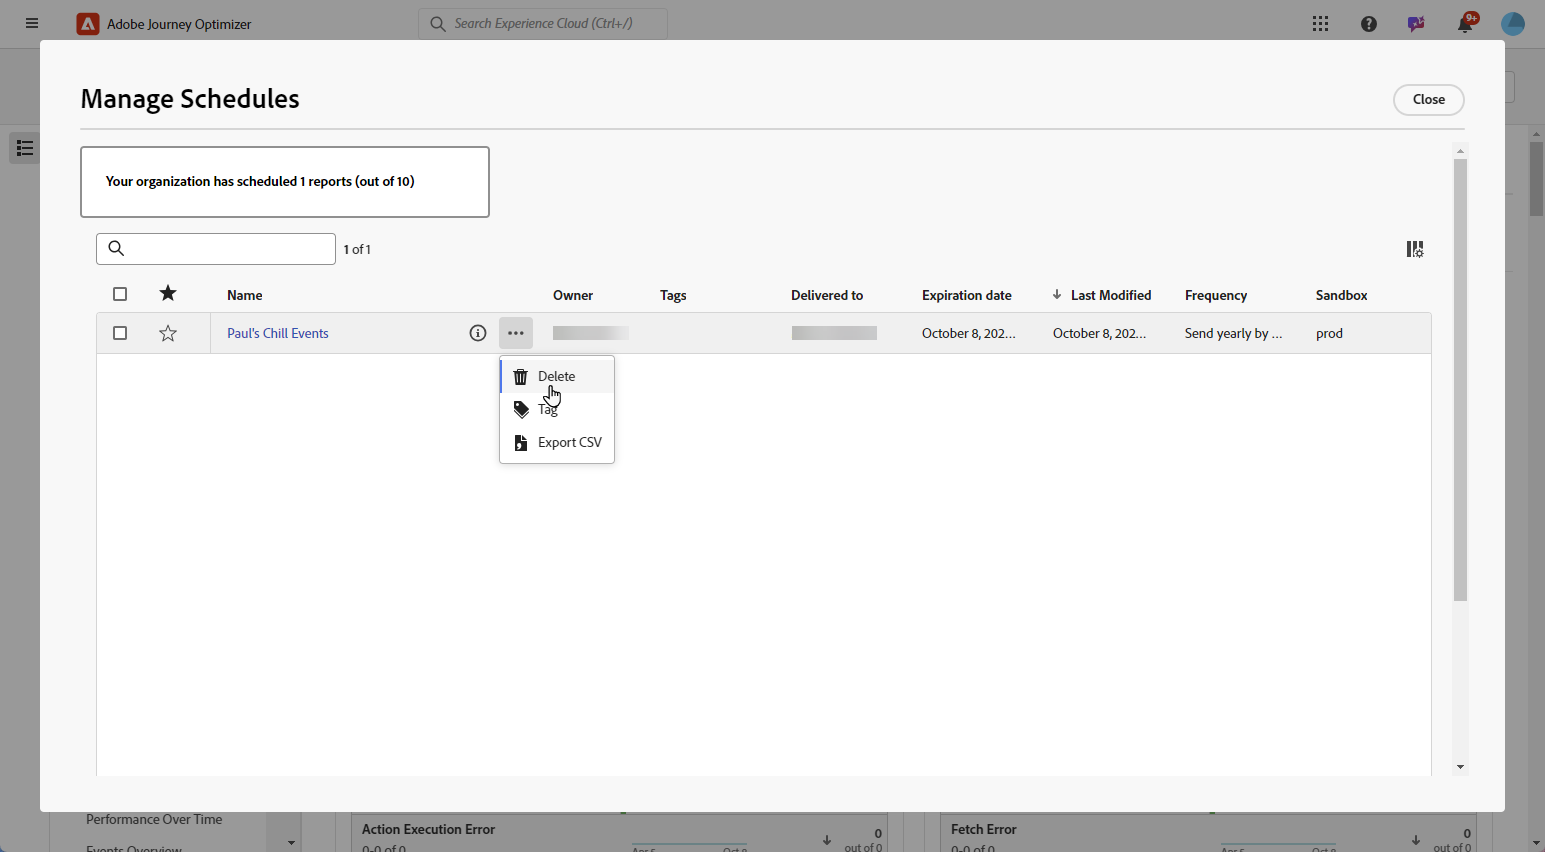 Adobe Journey Optimizer
Search Experience Cloud (Ctrl+/)
9+
Manage Schedules
Close
Your organization has scheduled 1 reports (out of 10)
1 of 1
Name Owner Tags Delivered to Expiration date Last Modified Frequency Sandbox
Paul's Chill Events October 8, 202... October 8, 202... Send yearly by ... prod
Delete
Tag
Export CSV
Performance Over Time
Events Overview
Action Execution Error
0-0 of 0
0
out of 0
Fetch Error
0-0 of 0
0
out of 0